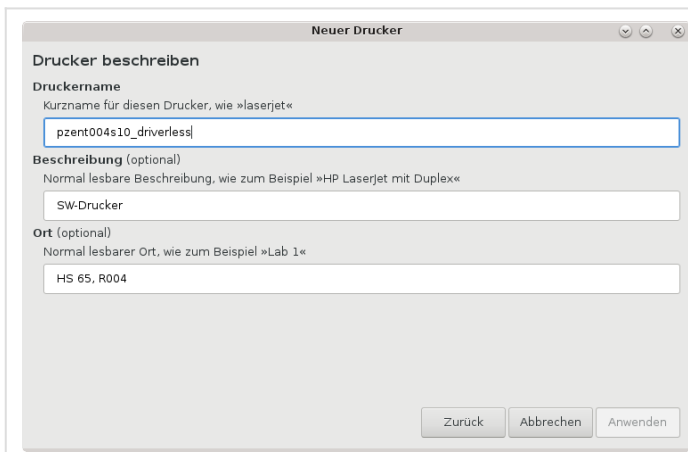 Neuer Drucker
Drucker beschreiben
Druckername
Kurzname für diesen Drucker, wie »laserjet«
pzent004s10_driverless
Beschreibung (optional)
Normal lesbare Beschreibung, wie zum Beispiel »HP LaserJet mit Duplex«
SW-Drucker
Ort (optional)
Normal lesbarer Ort, wie zum Beispiel »Lab 1«
HS 65, R004
Zurück Abbrechen Anwenden